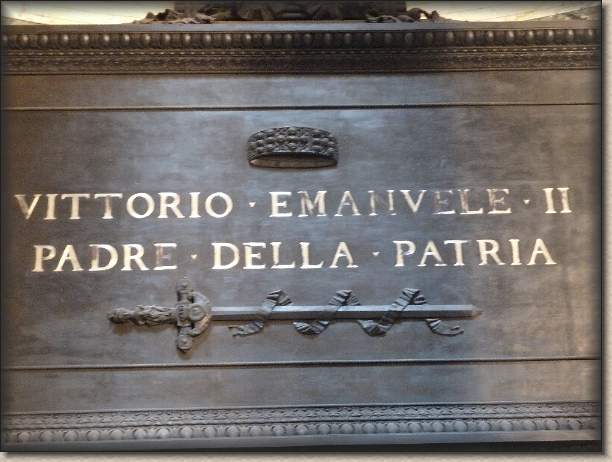 VITTORIO · EMANVELE · II
PADRE · DELLA · PATRIA